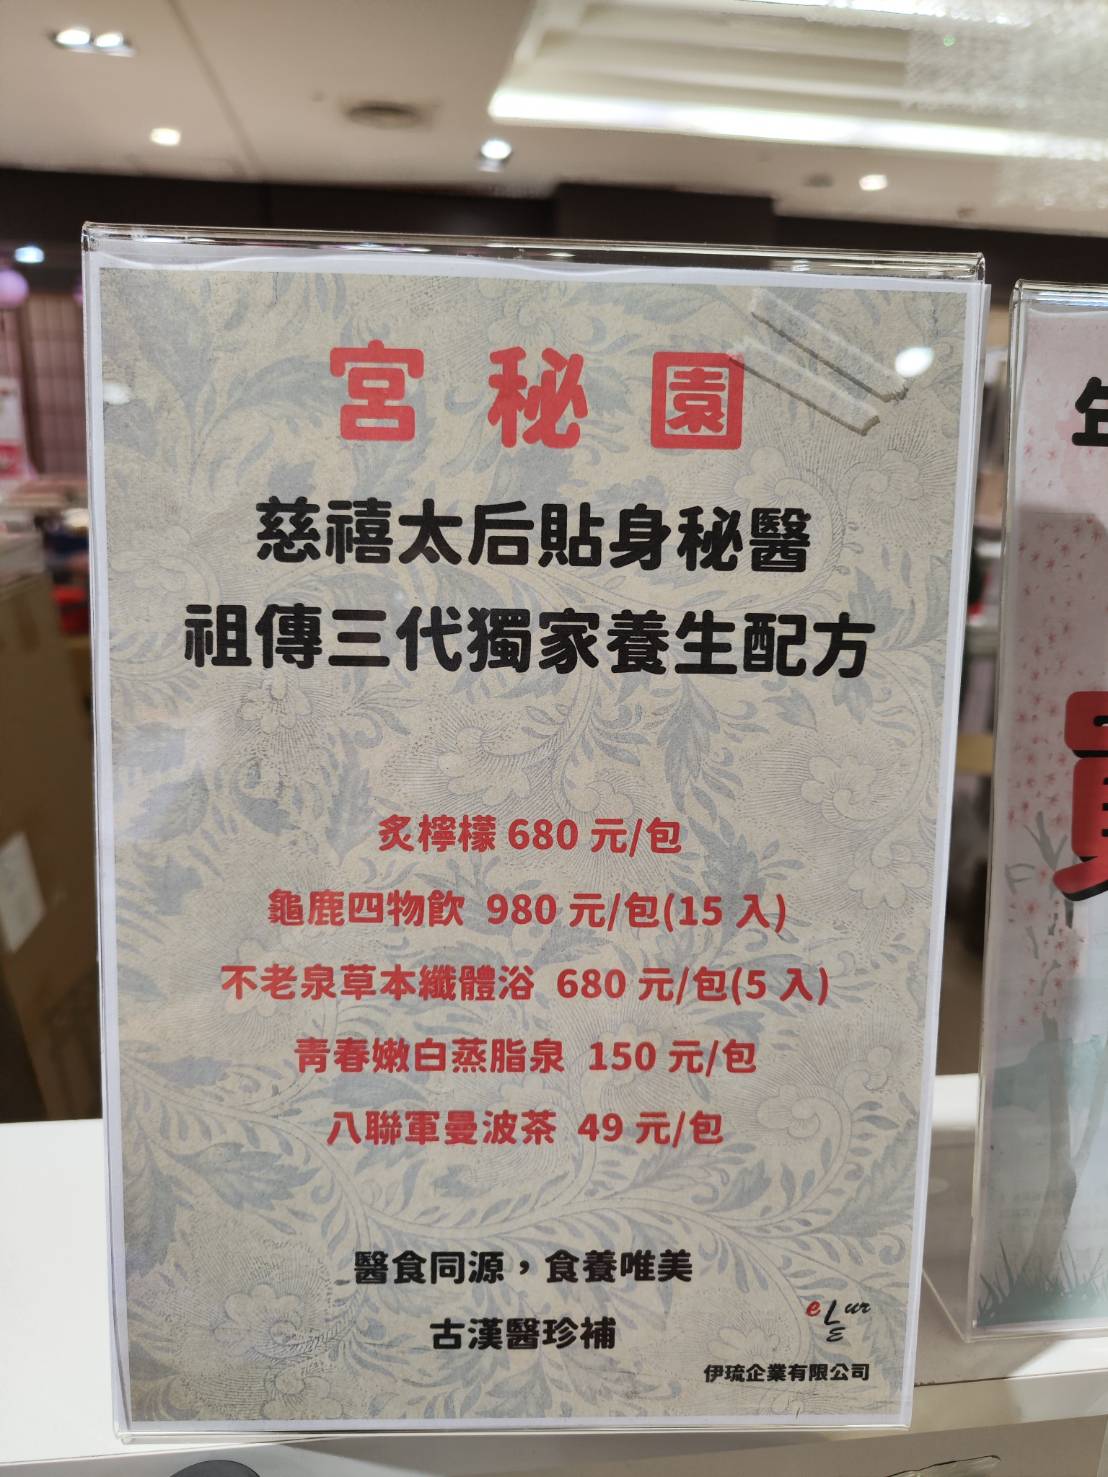 宮秘園
慈禧太后貼身秘醫
祖傳三代獨家養生配方
炙檸檬 680 元/包
龜鹿四物飲 980 元/包(15 入)
不老泉草本纖體浴 680 元/包(5 入)
青春嫩白蒸脂泉 150 元/包
八聯軍曼波茶 49 元/包
醫食同源，食養唯美
古漢醫珍補
伊琉企業有限公司